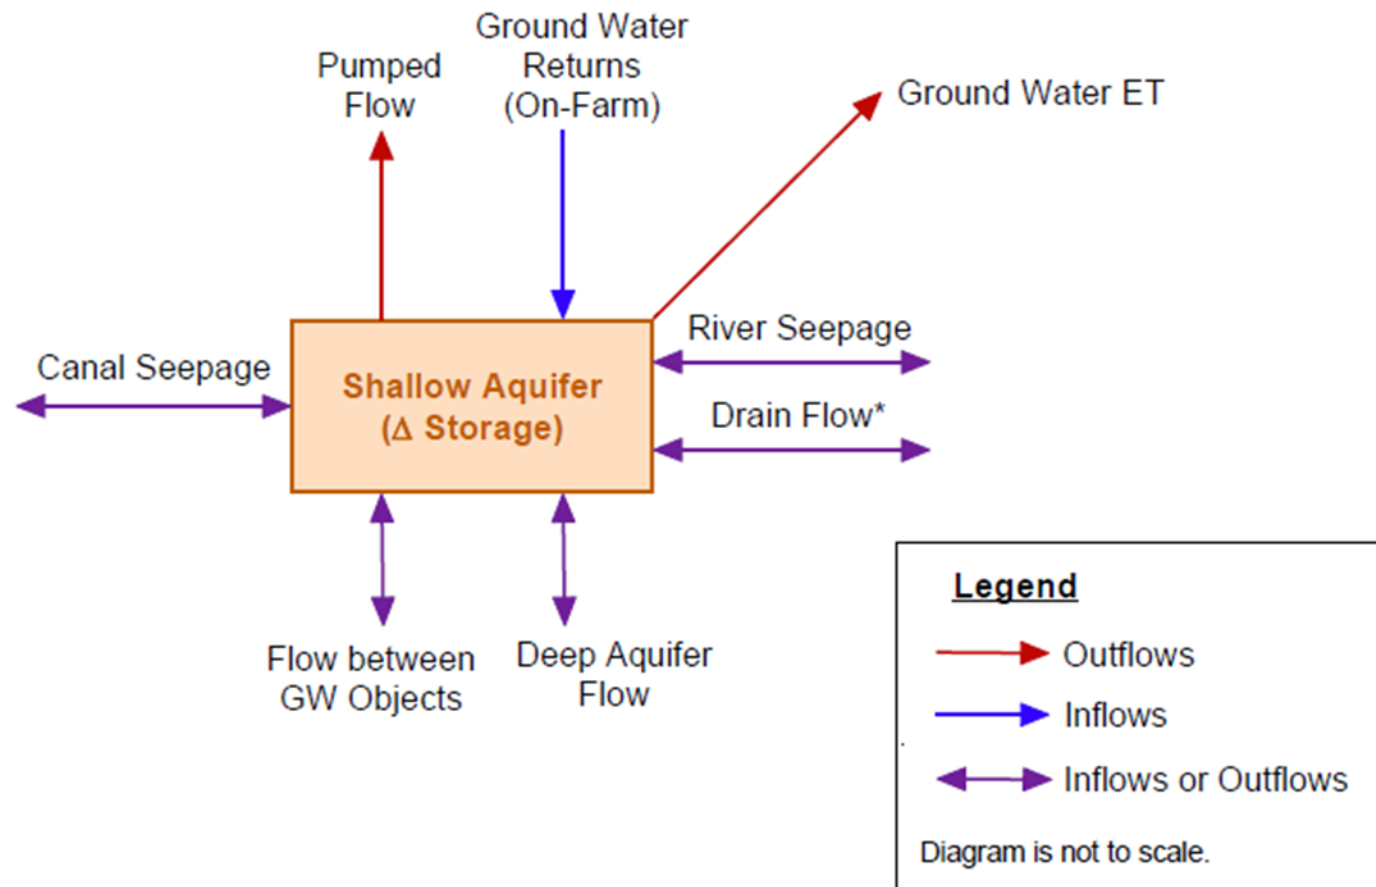 Ground Water
Returns
(On-Farm)
Pumped
Flow
Ground Water ET
River Seepage
Canal Seepage
Shallow Aquifer
(Δ Storage)
Drain Flow*
Flow between
GW Objects
Deep Aquifer
Flow
Legend
Outflows
Inflows
Inflows or Outflows
Diagram is not to scale.